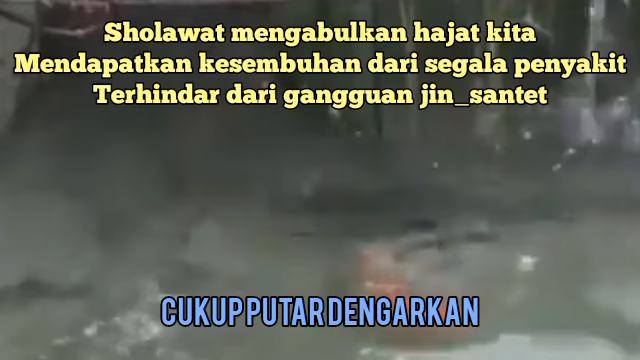 Sholawat mengabulkan hajat kita
Mendapatkan kesembuhan dari segala penyakit
Terhindar dari gangguan jin_santet
CUKUP PUTAR DENGARKAN